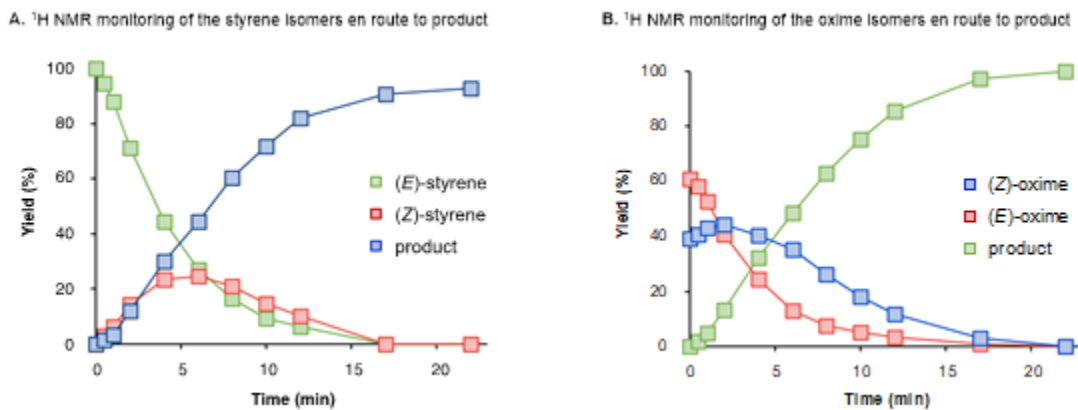 A. ¹H NMR monitoring of the styrene isomers en route to product
100
80
60
40
20
0
Yield (%)
(E)-styrene
(Z)-styrene
product
0 5 10 15 20
Time (min)
B. ¹H NMR monitoring of the oxime isomers en route to product
100
80
60
40
20
0
Yield (%)
(Z)-oxime
(E)-oxime
product
0 5 10 15 20
Time (min)